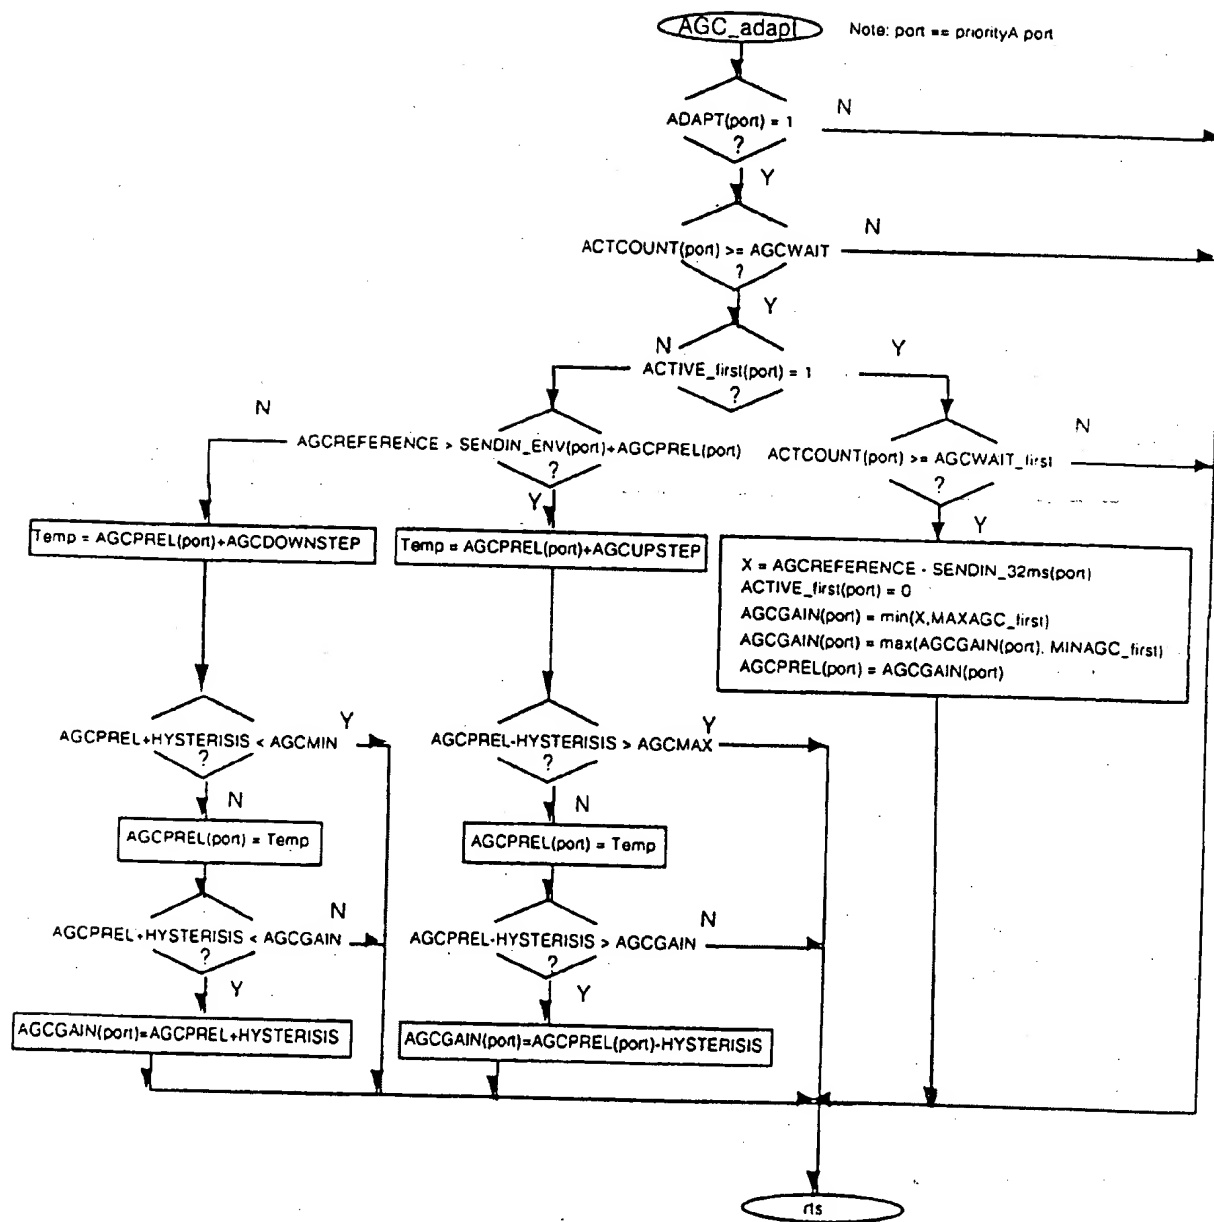 AGC_adapt
Note: port == priorityA port
ADAPT(port) = 1
?
N
Y
ACTCOUNT(port) >= AGCWAIT
?
N
Y
ACTIVE_first(port) = 1
?
N
Y
AGCREFERENCE > SENDIN_ENV(port)+AGCPREL(port)
?
N
Y
ACTCOUNT(port) >= AGCWAIT_first
?
N
Y
Temp = AGCPREL(port)+AGCDOWNSTEP
Temp = AGCPREL(port)+AGCUPSTEP
X = AGCREFERENCE - SENDIN_32ms(port)
ACTIVE_first(port) = 0
AGCGAIN(port) = min(X,MAXAGC_first)
AGCGAIN(port) = max(AGCGAIN(port), MINAGC_first)
AGCPREL(port) = AGCGAIN(port)
AGCPREL+HYSTERISIS < AGCMIN
?
Y
N
AGCPREL-HYSTERISIS > AGCMAX
?
Y
N
AGCPREL(port) = Temp
AGCPREL(port) = Temp
AGCPREL+HYSTERISIS < AGCGAIN
?
N
Y
AGCPREL-HYSTERISIS > AGCGAIN
?
N
Y
AGCGAIN(port)=AGCPREL+HYSTERISIS
AGCGAIN(port)=AGCPREL(port)-HYSTERISIS
rts